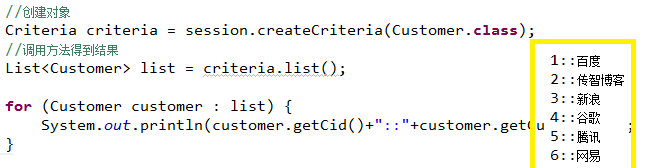 //创建对象
Criteria criteria = session.createCriteria(Customer.class);
//调用方法得到结果
List<Customer> list = criteria.list();
for (Customer customer : list) {
System.out.println(customer.getCid()+"::"+customer.getCu ;
}
1::百度
2::传智博客
3::新浪
4::谷歌
5::腾讯
6::网易